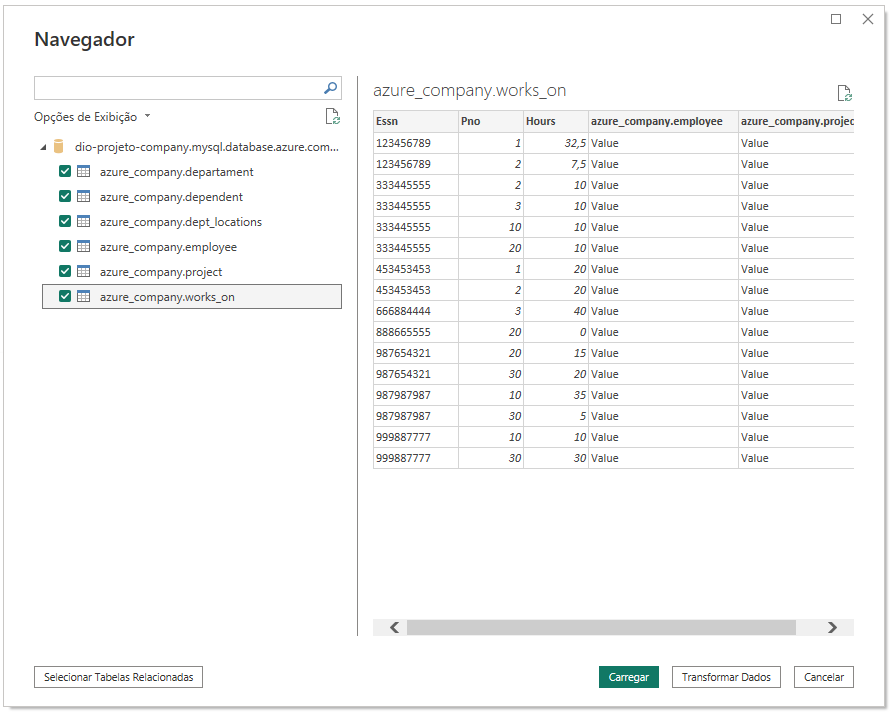 Navegador
Opções de Exibição
dio-projeto-company.mysql.database.azure.com...
azure_company.departament
azure_company.dependent
azure_company.dept_locations
azure_company.employee
azure_company.project
azure_company.works_on
azure_company.works_on
Essn Pno Hours azure_company.employee azure_company.projec
123456789 1 32,5 Value Value
123456789 2 7,5 Value Value
333445555 2 10 Value Value
333445555 3 10 Value Value
333445555 10 10 Value Value
333445555 20 10 Value Value
453453453 1 20 Value Value
453453453 2 20 Value Value
666884444 3 40 Value Value
888665555 20 0 Value Value
987654321 20 15 Value Value
987654321 30 20 Value Value
987987987 10 35 Value Value
987987987 30 5 Value Value
999887777 10 10 Value Value
999887777 30 30 Value Value
Selecionar Tabelas Relacionadas
Carregar
Transformar Dados
Cancelar